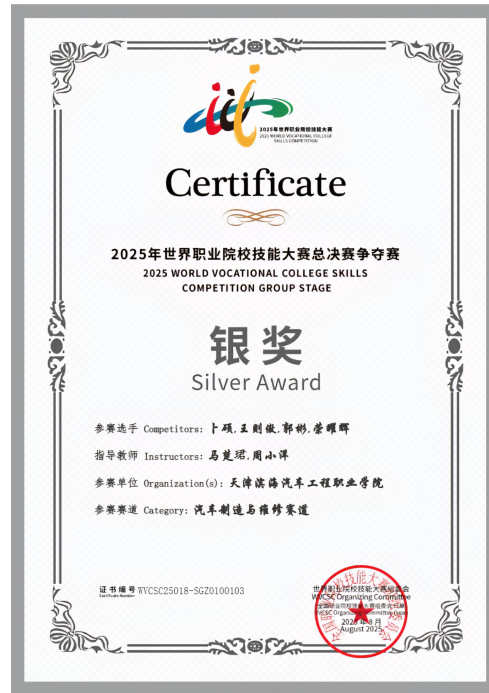 2025年世界职业院校技能大赛
2025 WORLD VOCATIONAL COLLEGE
SKILLS COMPETITION
Certificate
2025年世界职业院校技能大赛总决赛争夺赛
2025 WORLD VOCATIONAL COLLEGE SKILLS
COMPETITION GROUP STAGE
银奖
Silver Award
参赛选手 Competitors: 卜硕,王则傲,郭彬,荣耀辉
指导教师 Instructors: 马莛珺,周小淠
参赛单位 Organization(s): 天津滨海汽车工程职业学院
参赛赛道 Category: 汽车制造与维修赛道
证书编号 WVCSC25018-SGZ0100103
Certificate Number
世界职业院校技能大赛组委会
WVCSC Organizing Committee
2025 年 8 月
August 2025